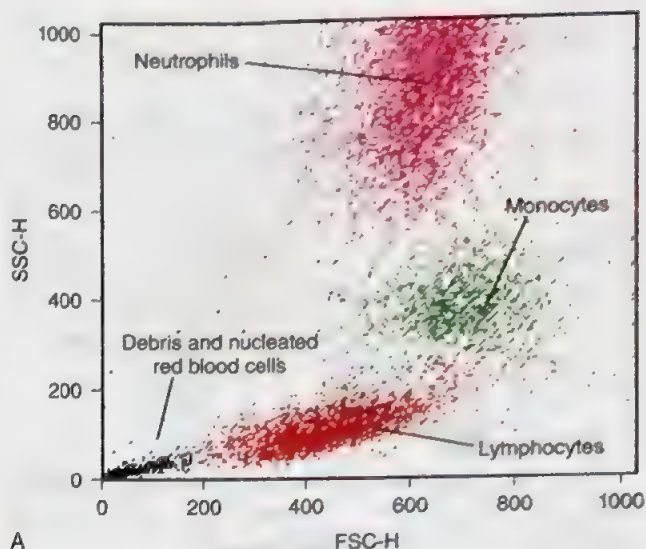 1000
800
600
400
200
0
SSC-H
Neutrophils
Monocytes
Debris and nucleated
red blood cells
Lymphocytes
0 200 400 600 800 1000
A
FSC-H